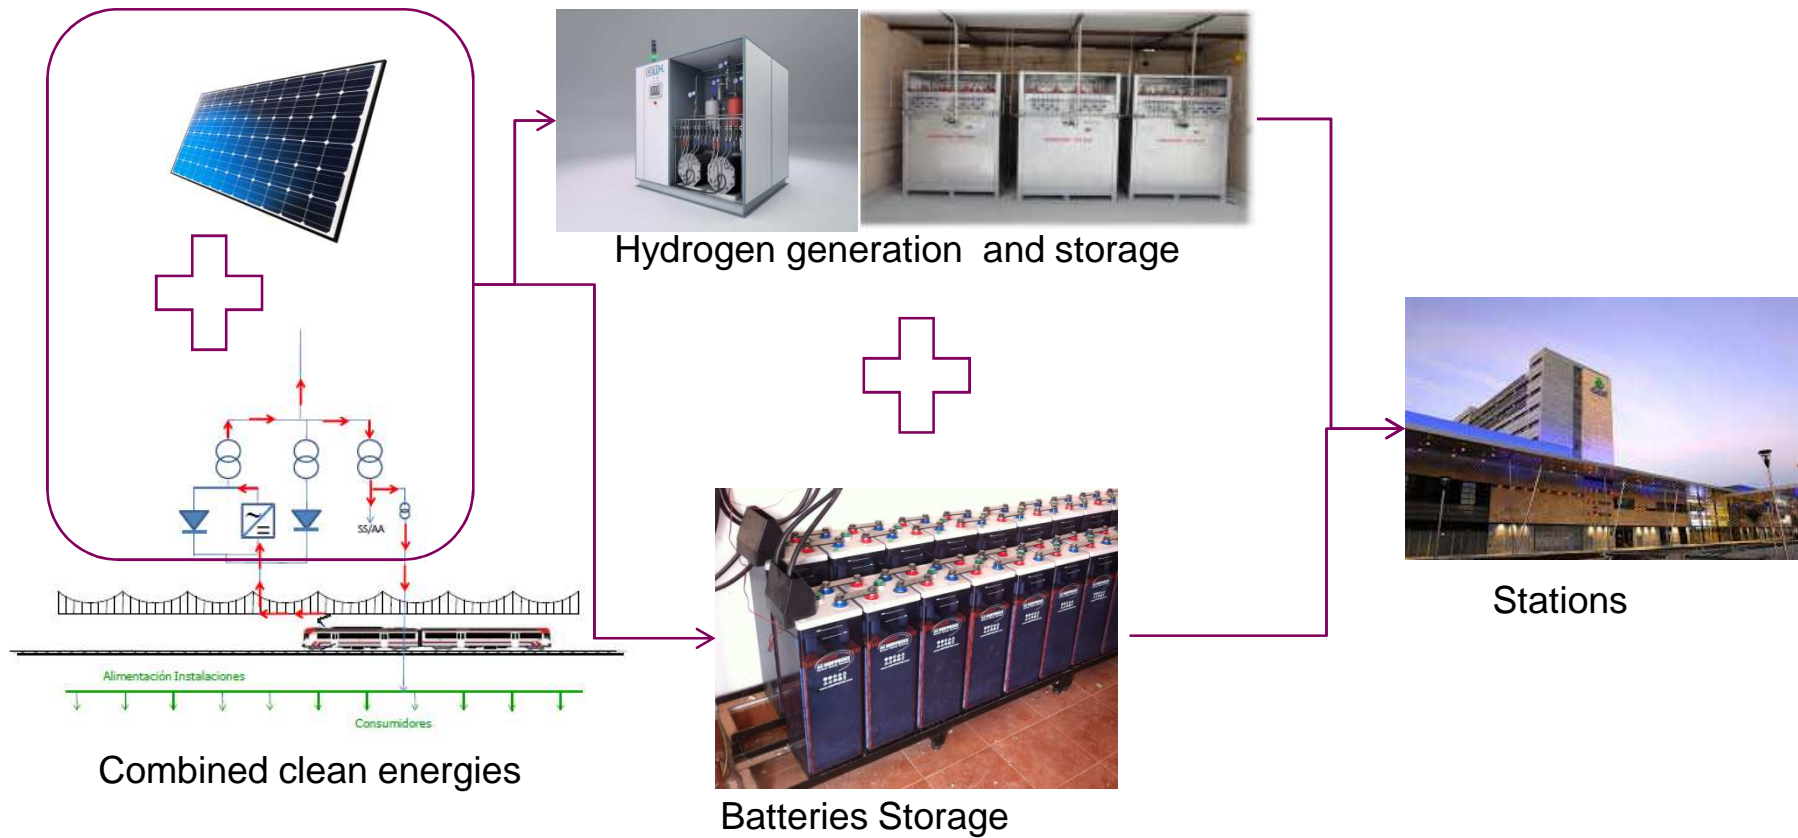 Hydrogen generation  and storage
SS/AA
Stations
Alimentación Instalaciones
Consumidores
Combined clean energies
Batteries Storage